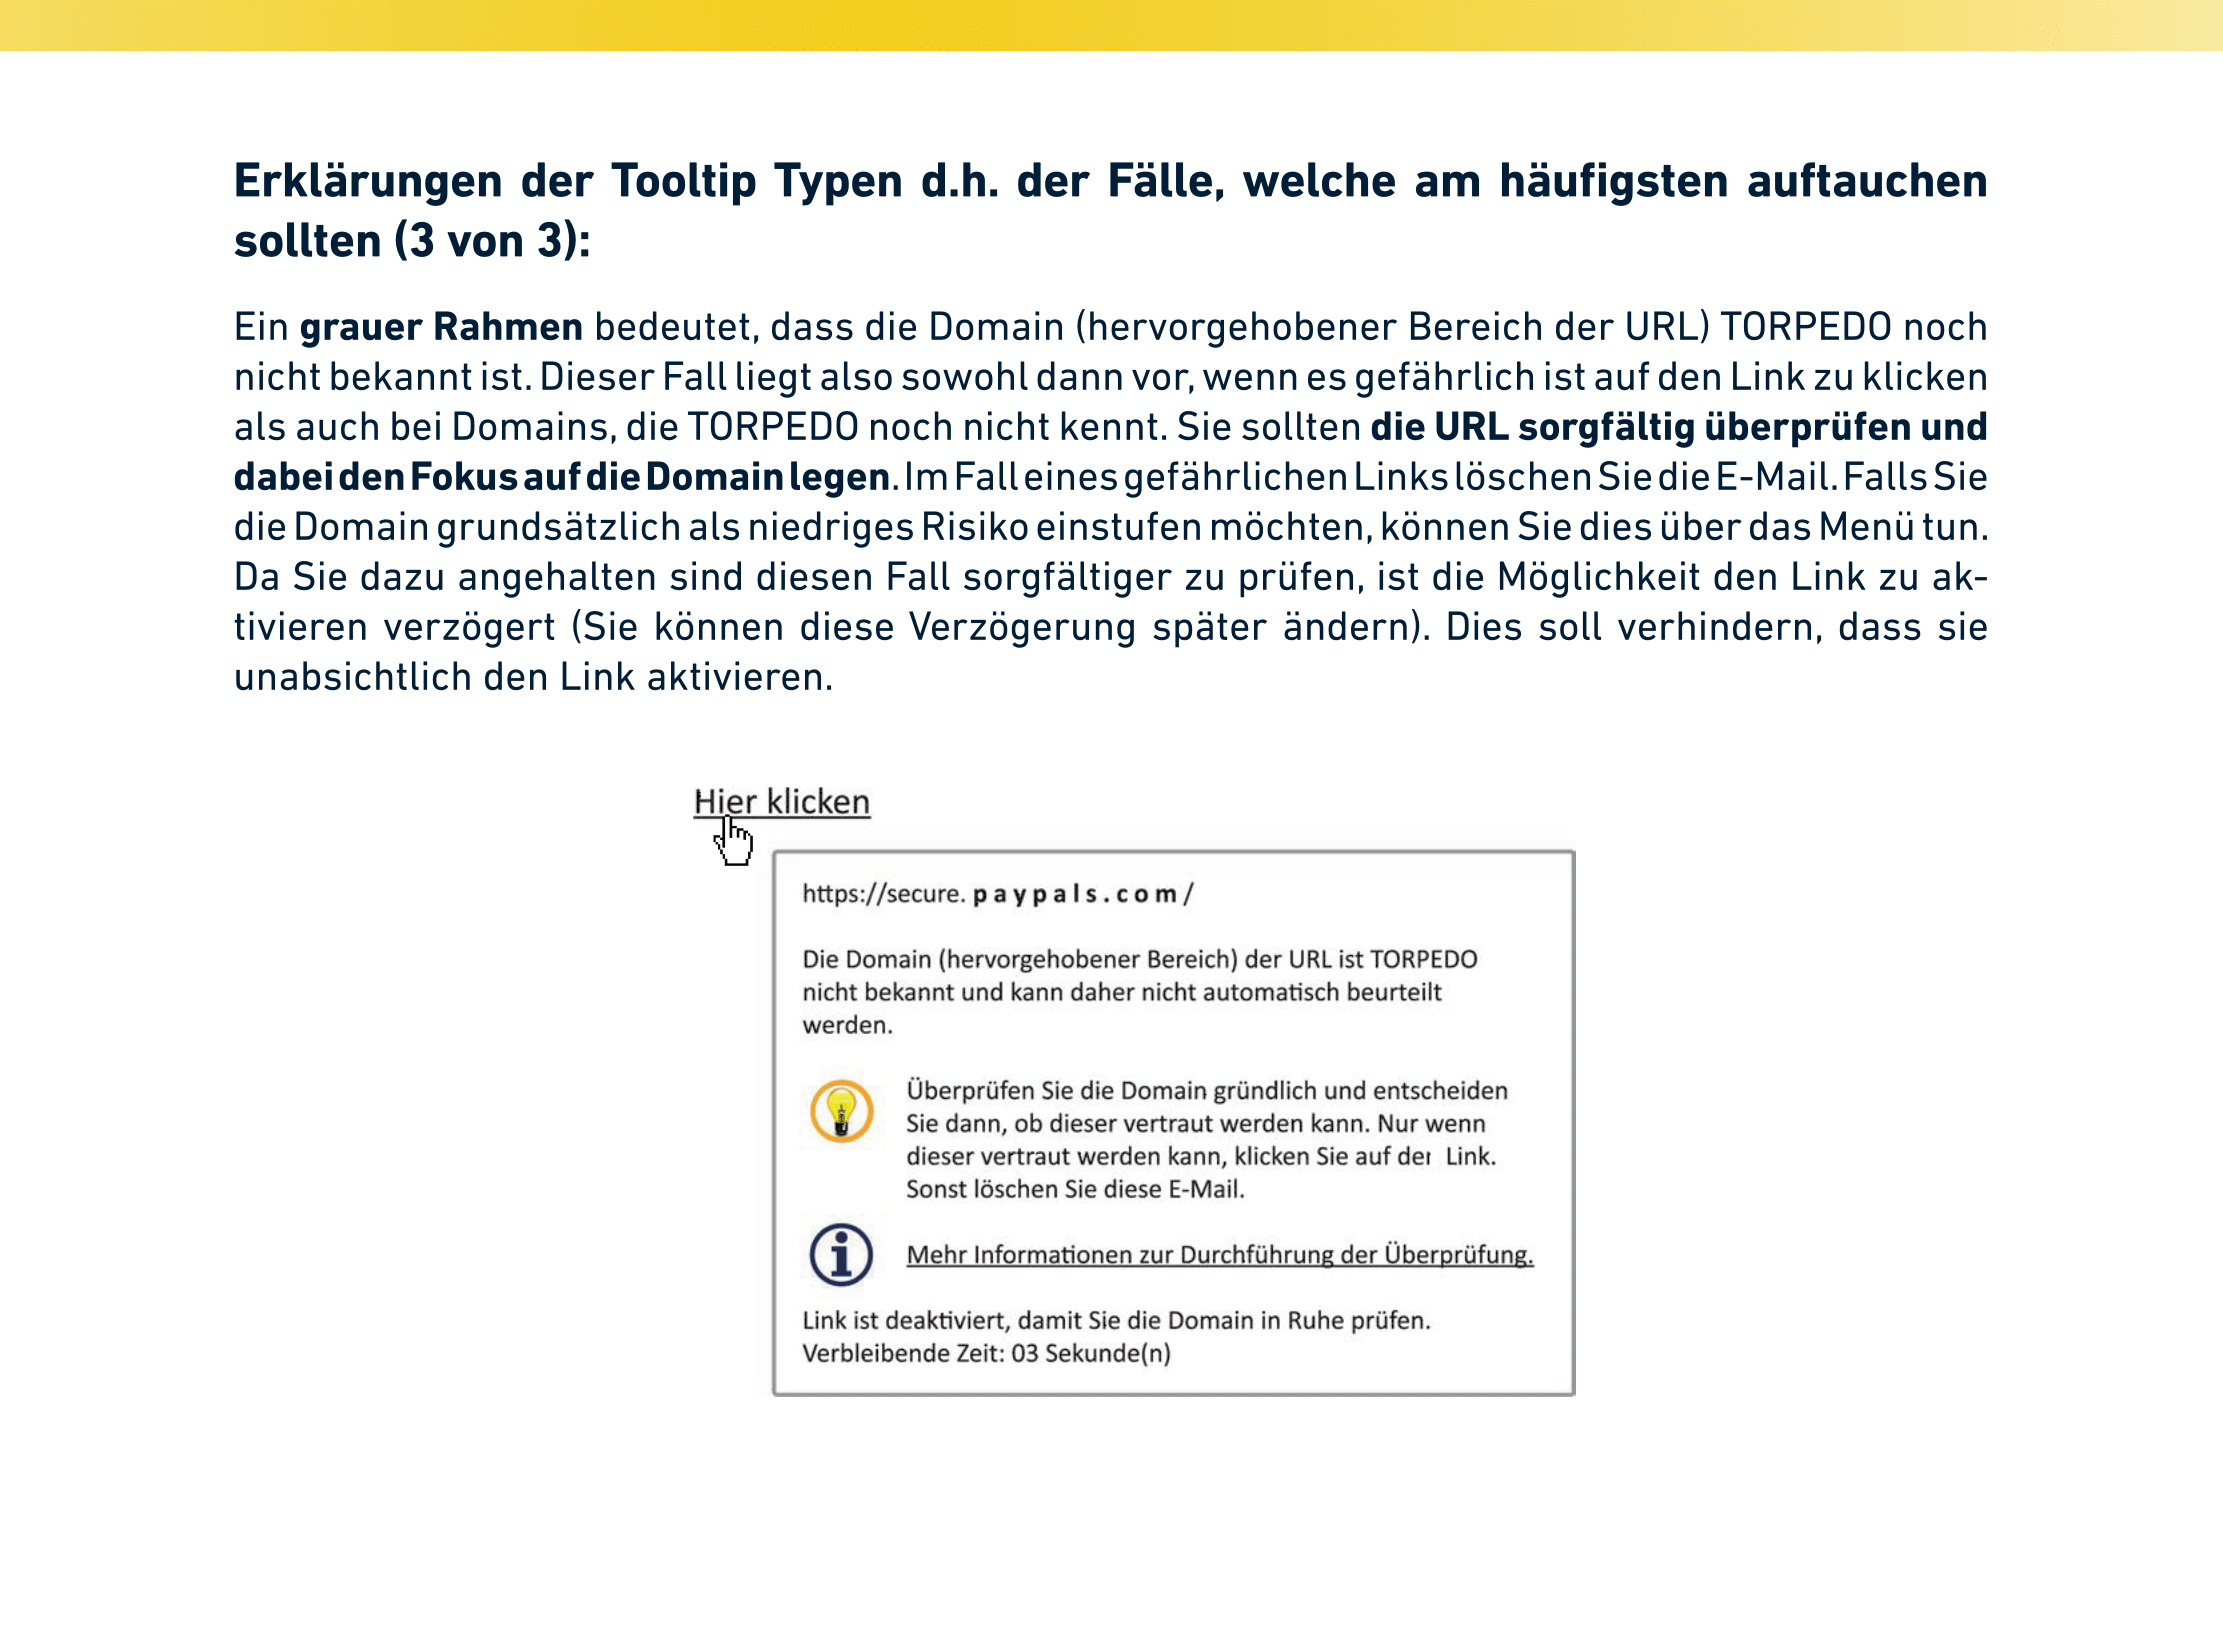 Erklärungen der Tooltip Typen d.h. der Fälle, welche am häufigsten auftauchen
sollten (3 von 3):
Ein grauer Rahmen bedeutet, dass die Domain (hervorgehobener Bereich der URL) TORPEDO noch
nicht bekannt ist. Dieser Fall liegt also sowohl dann vor, wenn es gefährlich ist auf den Link zu klicken
als auch bei Domains, die TORPEDO noch nicht kennt. Sie sollten die URL sorgfältig überprüfen und
dabei den Fokus auf die Domain legen. Im Fall eines gefährlichen Links löschen Sie die E-Mail. Falls Sie
die Domain grundsätzlich als niedriges Risiko einstufen möchten, können Sie dies über das Menü tun.
Da Sie dazu angehalten sind diesen Fall sorgfältiger zu prüfen, ist die Möglichkeit den Link zu ak-
tivieren verzögert (Sie können diese Verzögerung später ändern). Dies soll verhindern, dass sie
unabsichtlich den Link aktivieren.
Hier klicken
https://secure. paypals.com/
Die Domain (hervorgehobener Bereich) der URL ist TORPEDO
nicht bekannt und kann daher nicht automatisch beurteilt
werden.
Überprüfen Sie die Domain gründlich und entscheiden
Sie dann, ob dieser vertraut werden kann. Nur wenn
dieser vertraut werden kann, klicken Sie auf der Link.
Sonst löschen Sie diese E-Mail.
Mehr Informationen zur Durchführung der Überprüfung.
Link ist deaktiviert, damit Sie die Domain in Ruhe prüfen.
Verbleibende Zeit: 03 Sekunde(n)